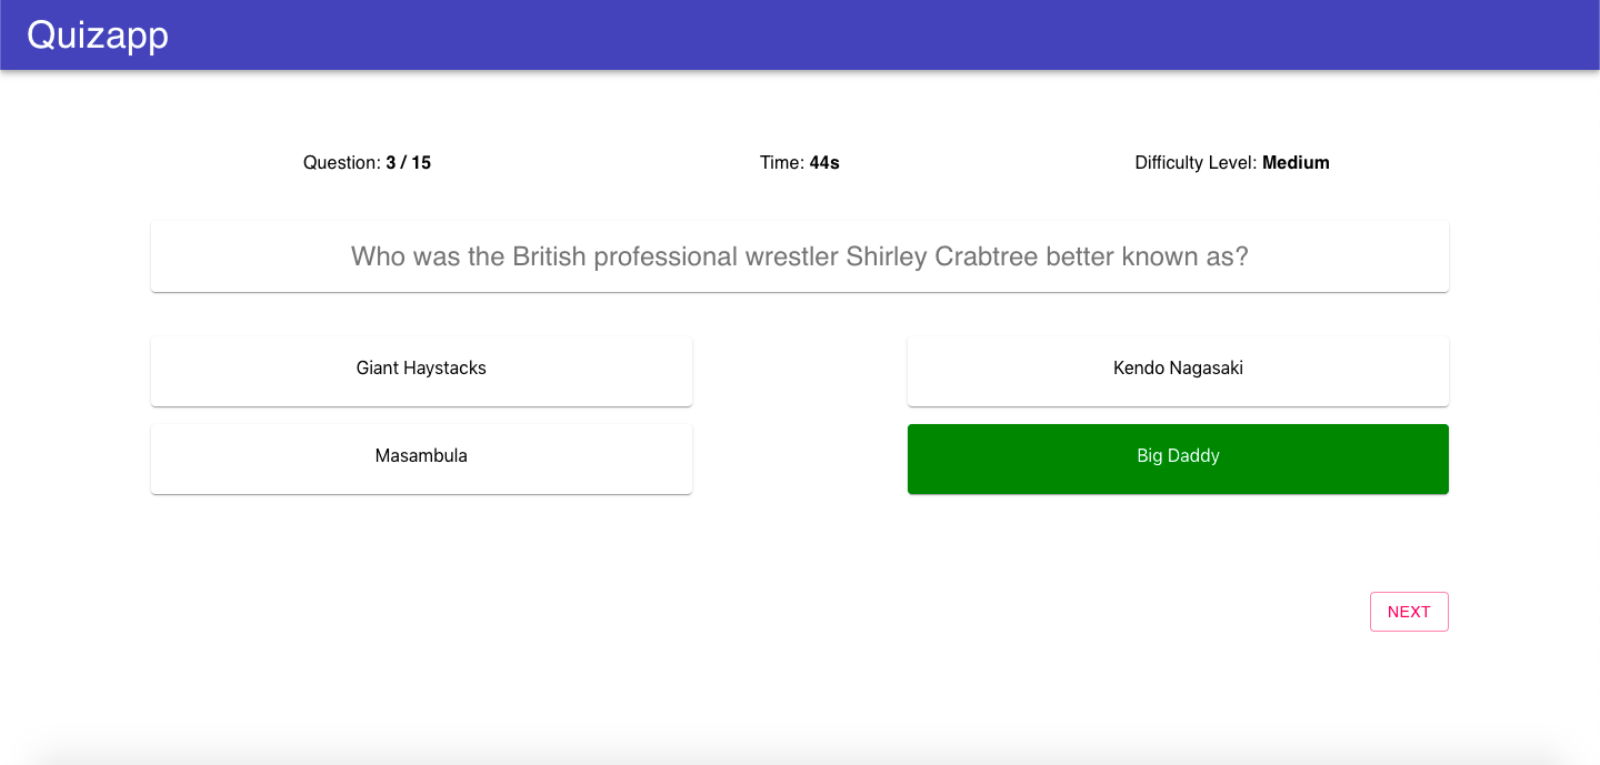 Quizapp
Question: 3 / 15
Time: 44s
Difficulty Level: Medium
Who was the British professional wrestler Shirley Crabtree better known as?
Giant Haystacks
Kendo Nagasaki
Masambula
Big Daddy
NEXT